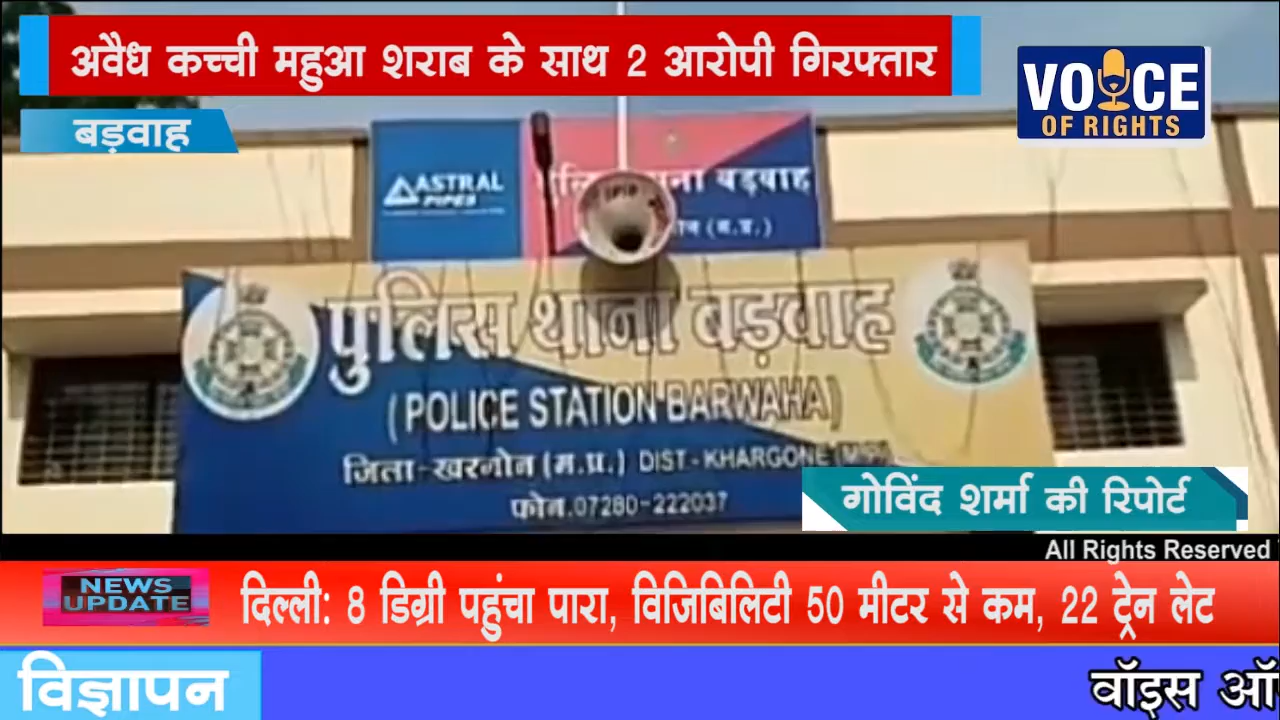 अवैध कच्ची महुआ शराब के साथ 2 आरोपी गिरफ्तार
VOICE
OF RIGHTS
बड़वाह
ASTRAL
PIPES
बड़वाह
(म.प्र.)
पुलिस थाना बड़वाह
(POLICE STATION BARWAHA)
जिला-खरगोन (म.प्र.) DIST-KHARGONE
फोन.07280-222037
गोविंद शर्मा की रिपोर्ट
All Rights Reserved
NEWS
UPDATE
दिल्ली: 8 डिग्री पहुंचा पारा, विजिबिलिटी 50 मीटर से कम, 22 ट्रेन लेट
विज्ञापन
वॉइस